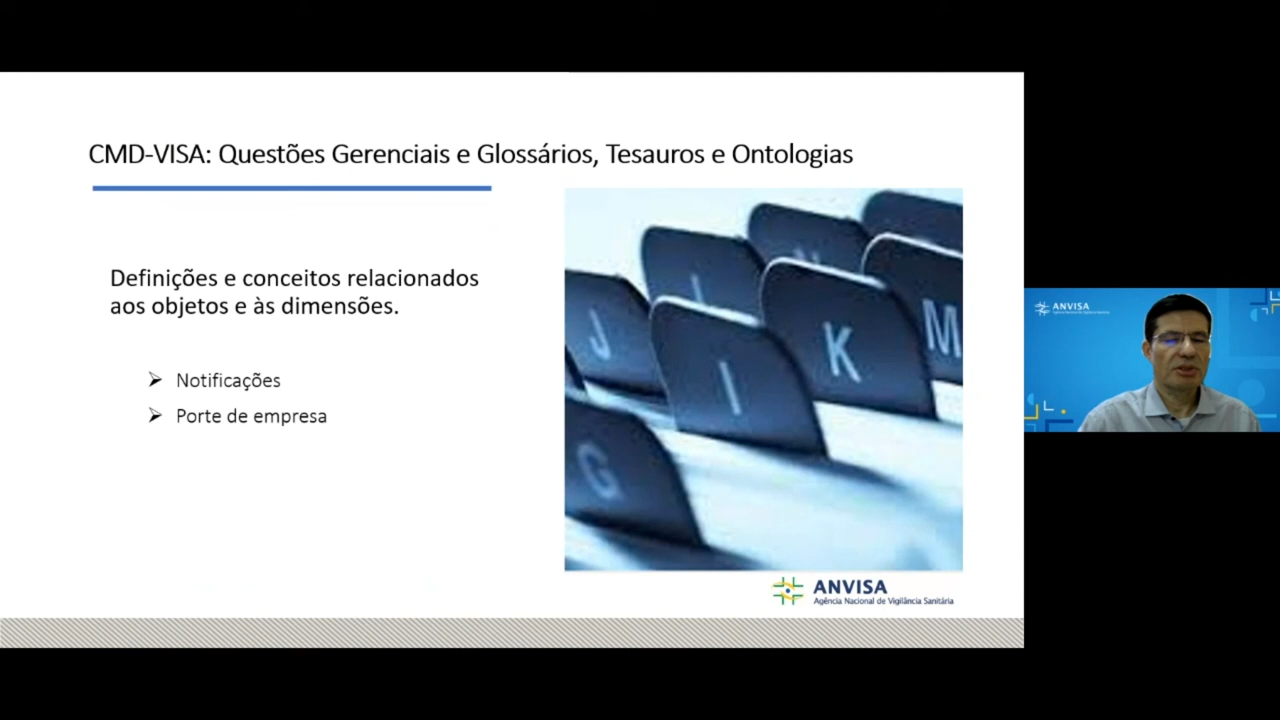 CMD-VISA: Questões Gerenciais e Glossários, Tesauros e Ontologias
Definições e conceitos relacionados
aos objetos e às dimensões.
Notificações
Porte de empresa
J
I
K
M
G
ANVISA
Agência Nacional de Vigilância Sanitária
ANVISA